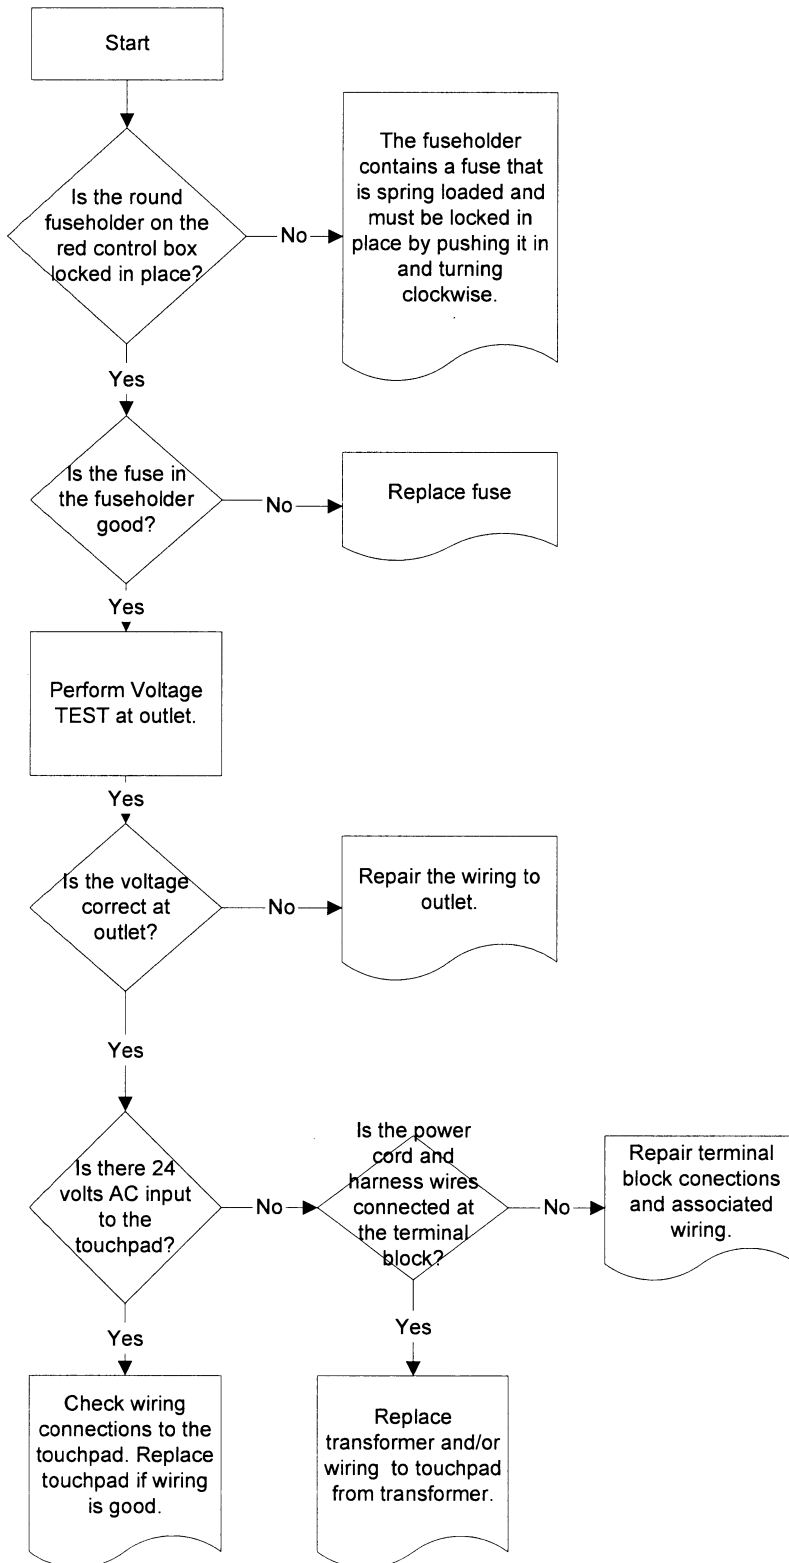 Start
Is the round
fuseholder on the
red control box
locked in place?
No
The fuseholder
contains a fuse that
is spring loaded and
must be locked in
place by pushing it in
and turning
clockwise.
Yes
Is the fuse in
the fuseholder
good?
No
Replace fuse
Yes
Perform Voltage
TEST at outlet.
Yes
Is the voltage
correct at
outlet?
No
Repair the wiring to
outlet.
Yes
Is there 24
volts AC input
to the
touchpad?
No
Is the power
cord and
harness wires
connected at
the terminal
block?
No
Repair terminal
block conections
and associated
wiring.
Yes
Check wiring
connections to the
touchpad. Replace
touchpad if wiring
is good.
Yes
Replace
transformer and/or
wiring to touchpad
from transformer.